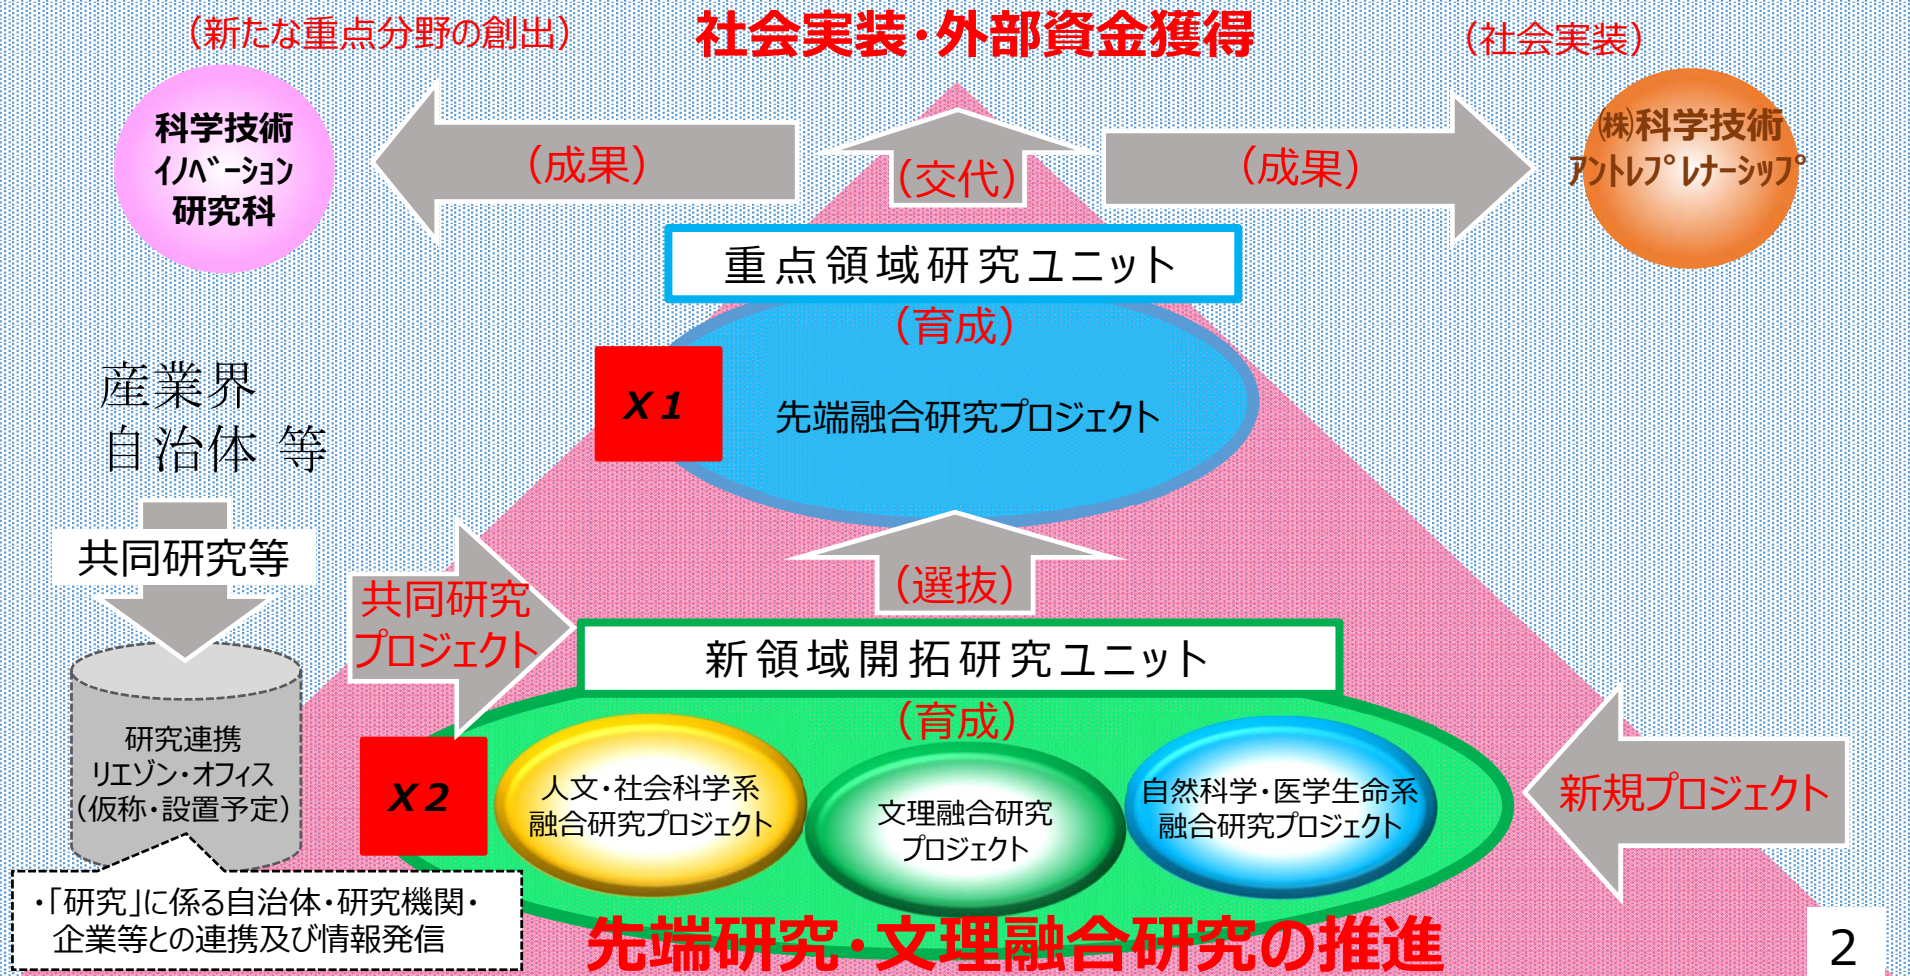 （新たな重点分野の創出）
社会実装・外部資金獲得
（社会実装）
科学技術
ｲﾉﾍﾞｰｼｮﾝ
研究科
（成果）
（交代）
（成果）
㈱科学技術
ｱﾝﾄﾚﾌﾟﾚﾅｰｼｯﾌﾟ
重点領域研究ユニット
（育成）
X１
先端融合研究プロジェクト
産業界
自治体 等
共同研究等
共同研究
プロジェクト
（選抜）
新領域開拓研究ユニット
（育成）
X２
人文・社会科学系
融合研究プロジェクト
文理融合研究
プロジェクト
自然科学・医学生命系
融合研究プロジェクト
新規プロジェクト
研究連携
リエゾン・オフィス
（仮称・設置予定）
・「研究」に係る自治体・研究機関・
企業等との連携及び情報発信
先端研究・文理融合研究の推進
2